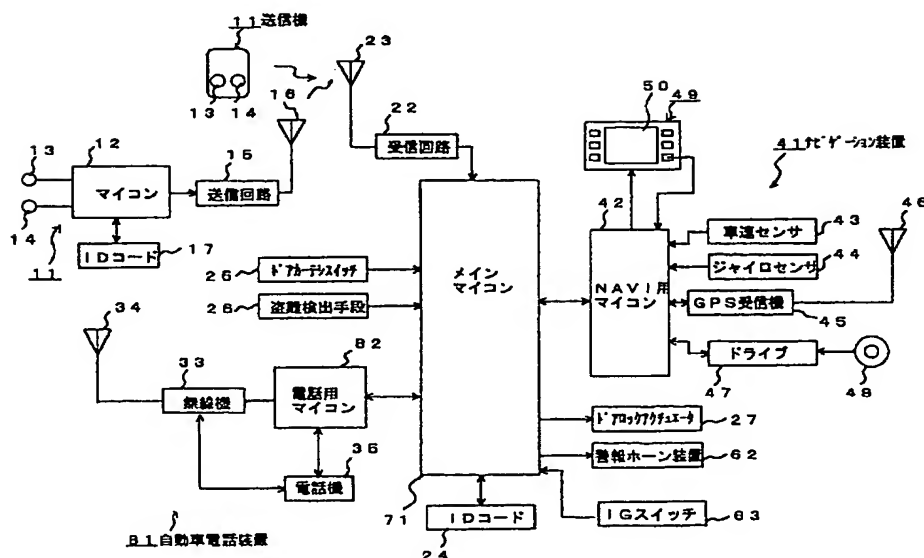 11送信機
23
13 14
16
22
受信回路
50
49
41ナビゲーション装置
13
14
12
マイコン
15
送信回路
11
IDコード
17
42
NAVI用
マイコン
43
車速センサ
ジャイロセンサ
44
46
GPS受信機
45
ドライブ
47
48
メイン
マイコン
ドアカーテシスイッチ
盗難検出手段
34
33
無線機
82
電話用
マイコン
35
電話機
81自動車電話装置
71
IDコード
24
ドアロックアクチュエータ
27
警報ホーン装置
62
IGスイッチ
63